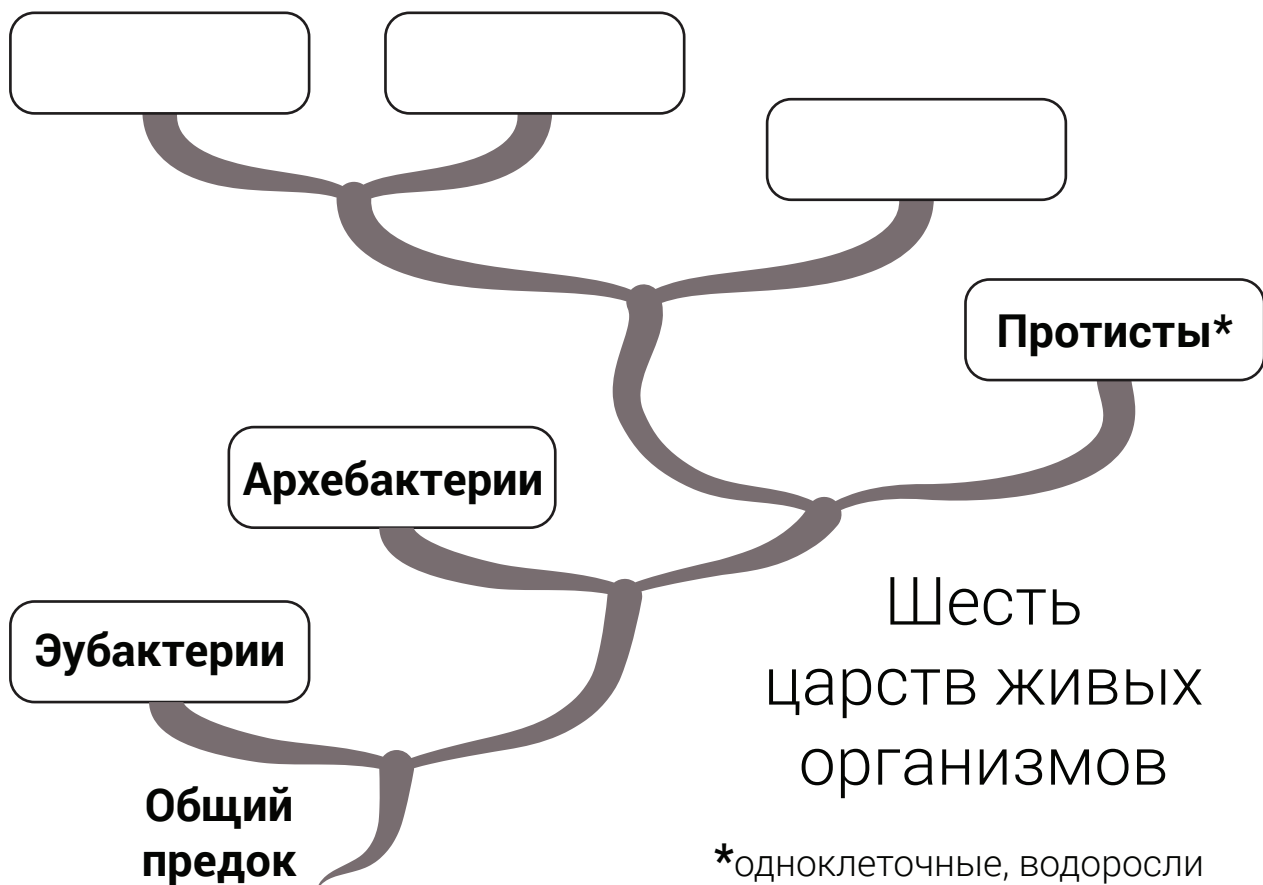 Протисты*
Архебактерии
Эубактерии
Общий
предок
Шесть
царств живых
организмов
*одноклеточные, водоросли